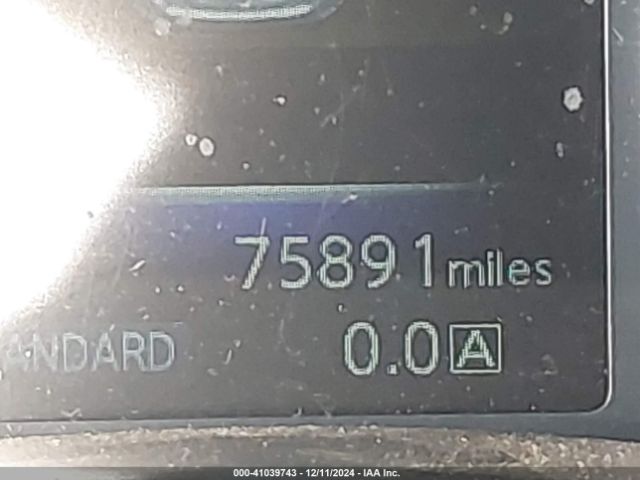 75891 miles
ANDARD 0.0 A
000-41039743 - 12/11/2024 - IAA Inc.